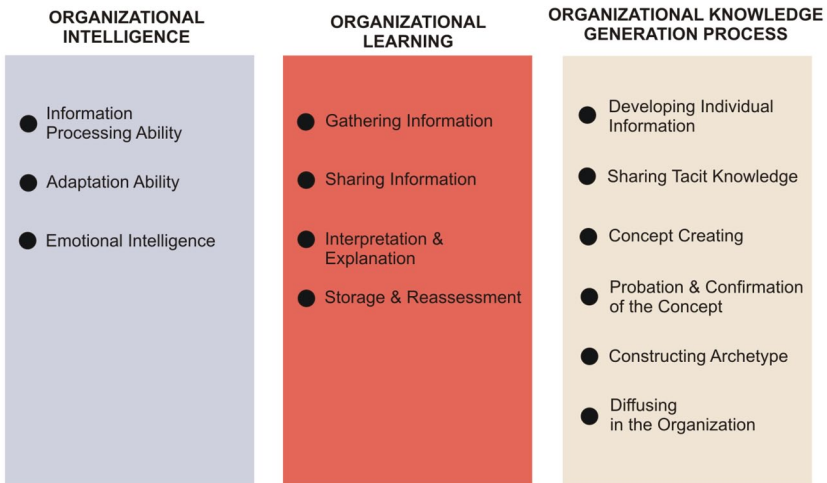 ORGANIZATIONAL
INTELLIGENCE
Information
Processing Ability
Adaptation Ability
Emotional Intelligence
ORGANIZATIONAL
LEARNING
Gathering Information
Sharing Information
Interpretation &
Explanation
Storage & Reassessment
ORGANIZATIONAL KNOWLEDGE
GENERATION PROCESS
Developing Individual
Information
Sharing Tacit Knowledge
Concept Creating
Probation & Confirmation
of the Concept
Constructing Archetype
Diffusing
in the Organization